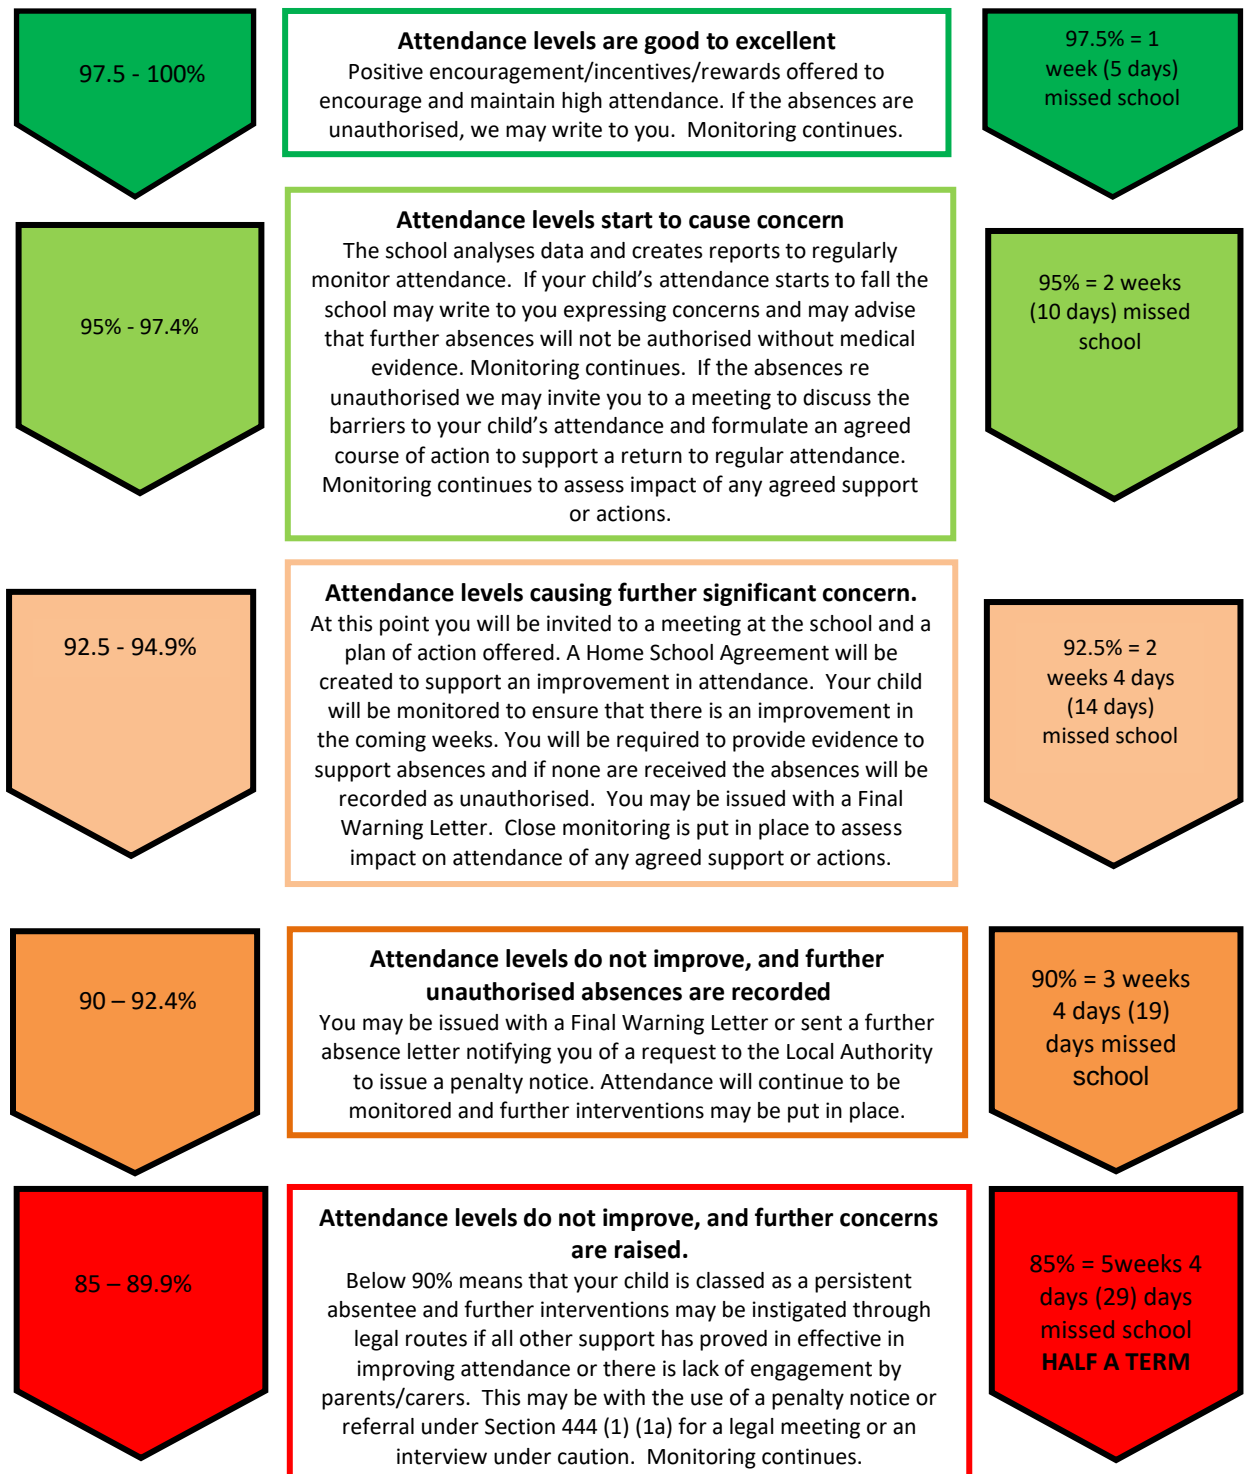 97.5 - 100%
Attendance levels are good to excellent
Positive encouragement/incentives/rewards offered to
encourage and maintain high attendance. If the absences are
unauthorised, we may write to you.  Monitoring continues.
97.5% = 1
week (5 days)
missed school
95% - 97.4%
Attendance levels start to cause concern
The school analyses data and creates reports to regularly
monitor attendance.  If your child’s attendance starts to fall the
school may write to you expressing concerns and may advise
that further absences will not be authorised without medical
evidence. Monitoring continues.  If the absences re
unauthorised we may invite you to a meeting to discuss the
barriers to your child’s attendance and formulate an agreed
course of action to support a return to regular attendance.
Monitoring continues to assess impact of any agreed support
or actions.
95% = 2 weeks
(10 days) missed
school
92.5 - 94.9%
Attendance levels causing further significant concern.
At this point you will be invited to a meeting at the school and a
plan of action offered. A Home School Agreement will be
created to support an improvement in attendance.  Your child
will be monitored to ensure that there is an improvement in
the coming weeks. You will be required to provide evidence to
support absences and if none are received the absences will be
recorded as unauthorised.  You may be issued with a Final
Warning Letter.  Close monitoring is put in place to assess
impact on attendance of any agreed support or actions.
92.5% = 2
weeks 4 days
(14 days)
missed school
90 – 92.4%
Attendance levels do not improve, and further
unauthorised absences are recorded
You may be issued with a Final Warning Letter or sent a further
absence letter notifying you of a request to the Local Authority
to issue a penalty notice. Attendance will continue to be
monitored and further interventions may be put in place.
90% = 3 weeks
4 days (19)
days missed
school
85 – 89.9%
Attendance levels do not improve, and further concerns
are raised.
Below 90% means that your child is classed as a persistent
absentee and further interventions may be instigated through
legal routes if all other support has proved in effective in
improving attendance or there is lack of engagement by
parents/carers.  This may be with the use of a penalty notice or
referral under Section 444 (1) (1a) for a legal meeting or an
interview under caution.  Monitoring continues.
85% = 5weeks 4
days (29) days
missed school
HALF A TERM